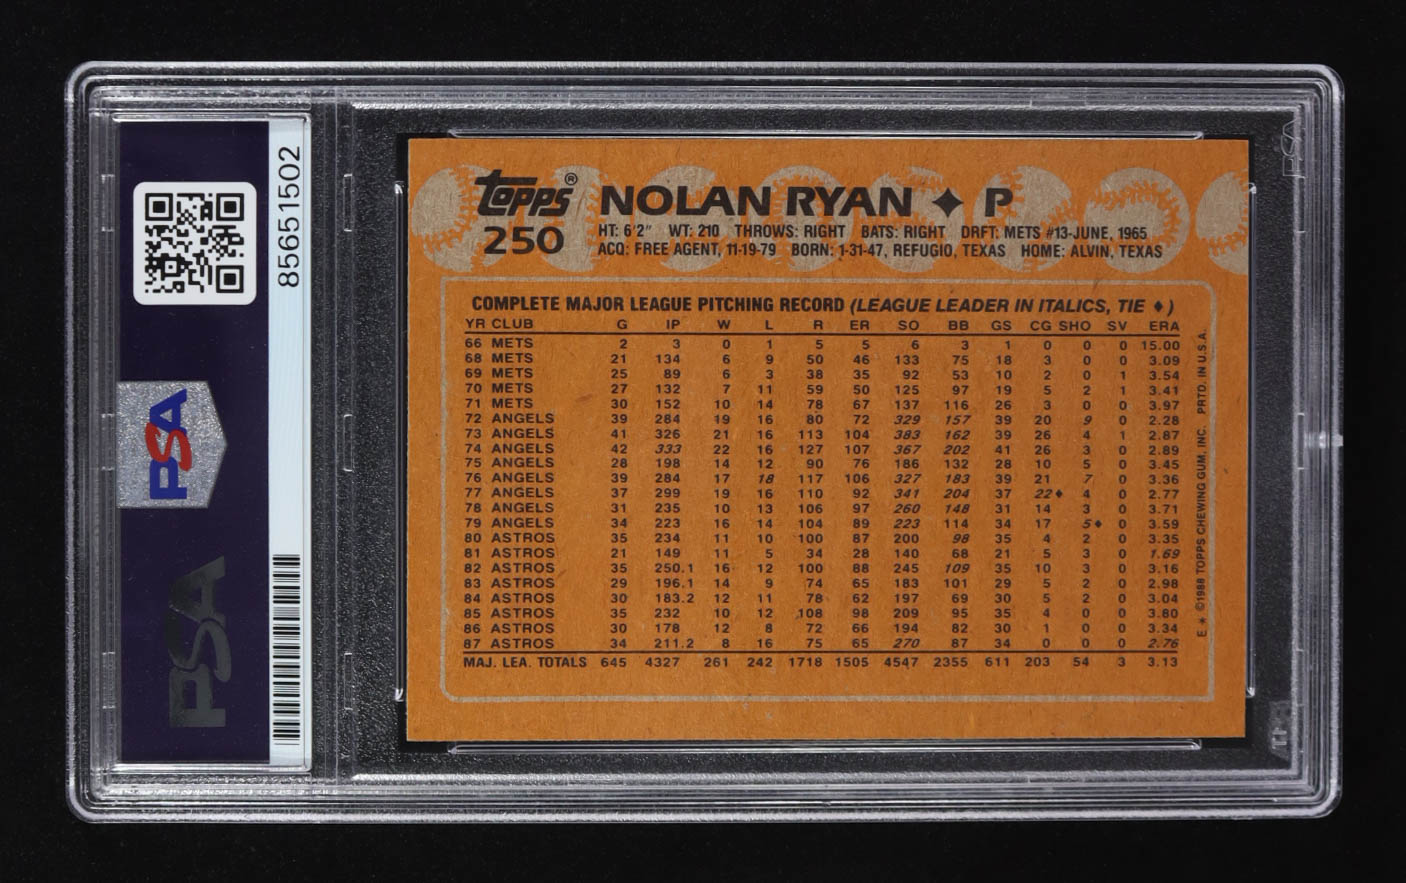 85651502
PSA
PSA
topps® NOLAN RYAN ♦ P
250
HT: 6'2" WT: 210 THROWS: RIGHT BATS: RIGHT DRFT: METS #13-JUNE, 1965
ACQ: FREE AGENT, 11-19-79 BORN: 1-31-47, REFUGIO, TEXAS HOME: ALVIN, TEXAS
COMPLETE MAJOR LEAGUE PITCHING RECORD (LEAGUE LEADER IN ITALICS, TIE ♦)
YR CLUB G IP W L R ER SO BB GS CG SHO SV ERA
66 METS 2 3 0 1 5 5 6 3 1 0 0 0 15.00
68 METS 21 134 6 9 50 46 133 75 18 3 0 0 3.09
69 METS 25 89 6 3 38 35 92 53 10 2 0 1 3.54
70 METS 27 132 7 11 59 50 125 97 19 5 2 1 3.41
71 METS 30 152 10 14 78 67 137 116 26 3 0 0 3.97
72 ANGELS 39 284 19 16 80 72 329 157 39 20 9 0 2.28
73 ANGELS 41 326 21 16 113 104 383 162 39 26 4 1 2.87
74 ANGELS 42 333 22 16 127 107 367 202 41 26 3 0 2.89
75 ANGELS 28 198 14 12 90 76 186 132 28 10 5 0 3.45
76 ANGELS 39 284 17 18 117 106 327 183 39 21 7 0 3.36
77 ANGELS 37 299 19 16 110 92 341 204 37 22♦ 4 0 2.77
78 ANGELS 31 235 10 13 106 97 260 148 31 14 3 0 3.71
79 ANGELS 34 223 16 14 104 89 223 114 34 17 5♦ 0 3.59
80 ASTROS 35 234 11 10 100 87 200 98 35 4 2 0 3.35
81 ASTROS 21 149 11 5 34 28 140 68 21 5 3 0 1.69
82 ASTROS 35 250.1 16 12 100 88 245 109 35 10 3 0 3.16
83 ASTROS 29 196.1 14 9 74 65 183 101 29 5 2 0 2.98
84 ASTROS 30 183.2 12 11 78 62 197 69 30 5 2 0 3.04
85 ASTROS 35 232 10 12 108 98 209 95 35 4 0 0 3.80
86 ASTROS 30 178 12 8 72 66 194 82 30 1 0 0 3.34
87 ASTROS 34 211.2 8 16 75 65 270 87 34 0 0 0 2.76
MAJ. LEA. TOTALS 645 4327 261 242 1718 1505 4547 2355 611 203 54 3 3.13
E * ©1988 TOPPS CHEWING GUM, INC. PRTD. IN U.S.A.
PSA